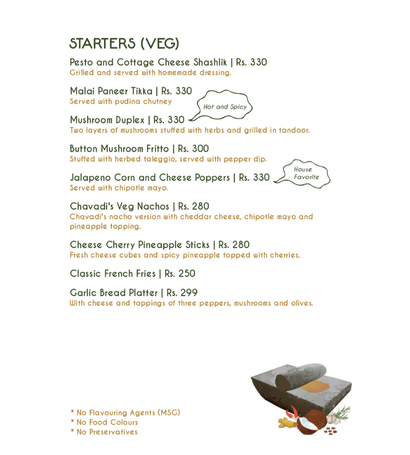 STARTERS (VEG)
Pesto and Cottage Cheese Shashlik | Rs. 330
Grilled and served with homemade dressing.
Malai Paneer Tikka | Rs. 330
Served with pudina chutney
Hot and Spicy
Mushroom Duplex | Rs. 330
Two layers of mushrooms stuffed with herbs and grilled in tandoor.
Button Mushroom Fritto | Rs. 300
Stuffed with herbed taleggio, served with pepper dip.
House
Favorite
Jalapeno Corn and Cheese Poppers | Rs. 330
Served with chipotle mayo.
Chavadi's Veg Nachos | Rs. 280
Chavadi's nacho version with cheddar cheese, chipotle mayo and
pineapple topping.
Cheese Cherry Pineapple Sticks | Rs. 280
Fresh cheese cubes and spicy pineapple topped with cherries.
Classic French Fries | Rs. 250
Garlic Bread Platter | Rs. 299
With cheese and toppings of three peppers, mushrooms and olives.
* No Flavouring Agents (MSG)
* No Food Colours
* No Preservatives